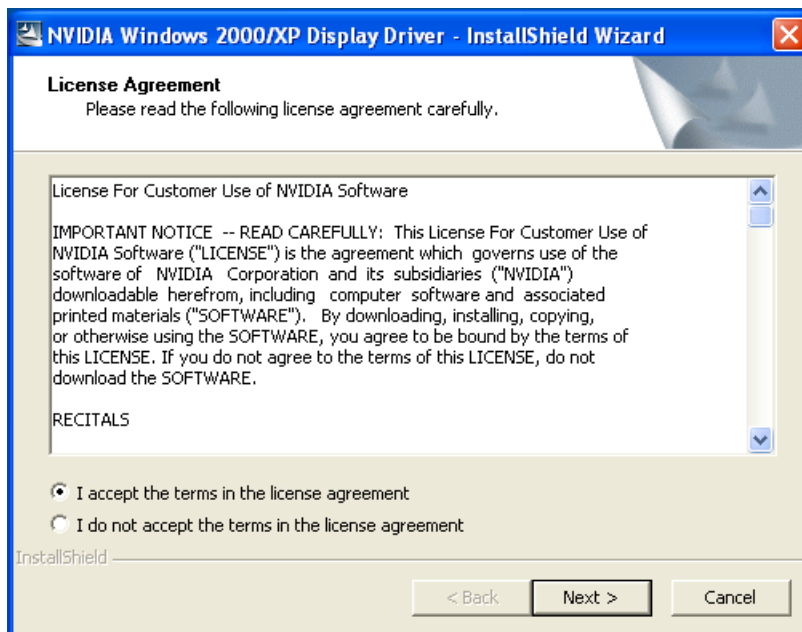 NVIDIA Windows 2000/XP Display Driver - InstallShield Wizard
License Agreement
Please read the following license agreement carefully.
License For Customer Use of NVIDIA Software
IMPORTANT NOTICE -- READ CAREFULLY: This License For Customer Use of
NVIDIA Software ("LICENSE") is the agreement which governs use of the
software of NVIDIA Corporation and its subsidiaries ("NVIDIA")
downloadable herefrom, including computer software and associated
printed materials ("SOFTWARE"). By downloading, installing, copying,
or otherwise using the SOFTWARE, you agree to be bound by the terms of
this LICENSE. If you do not agree to the terms of this LICENSE, do not
download the SOFTWARE.
RECITALS
I accept the terms in the license agreement
I do not accept the terms in the license agreement
InstallShield
< Back Next > Cancel